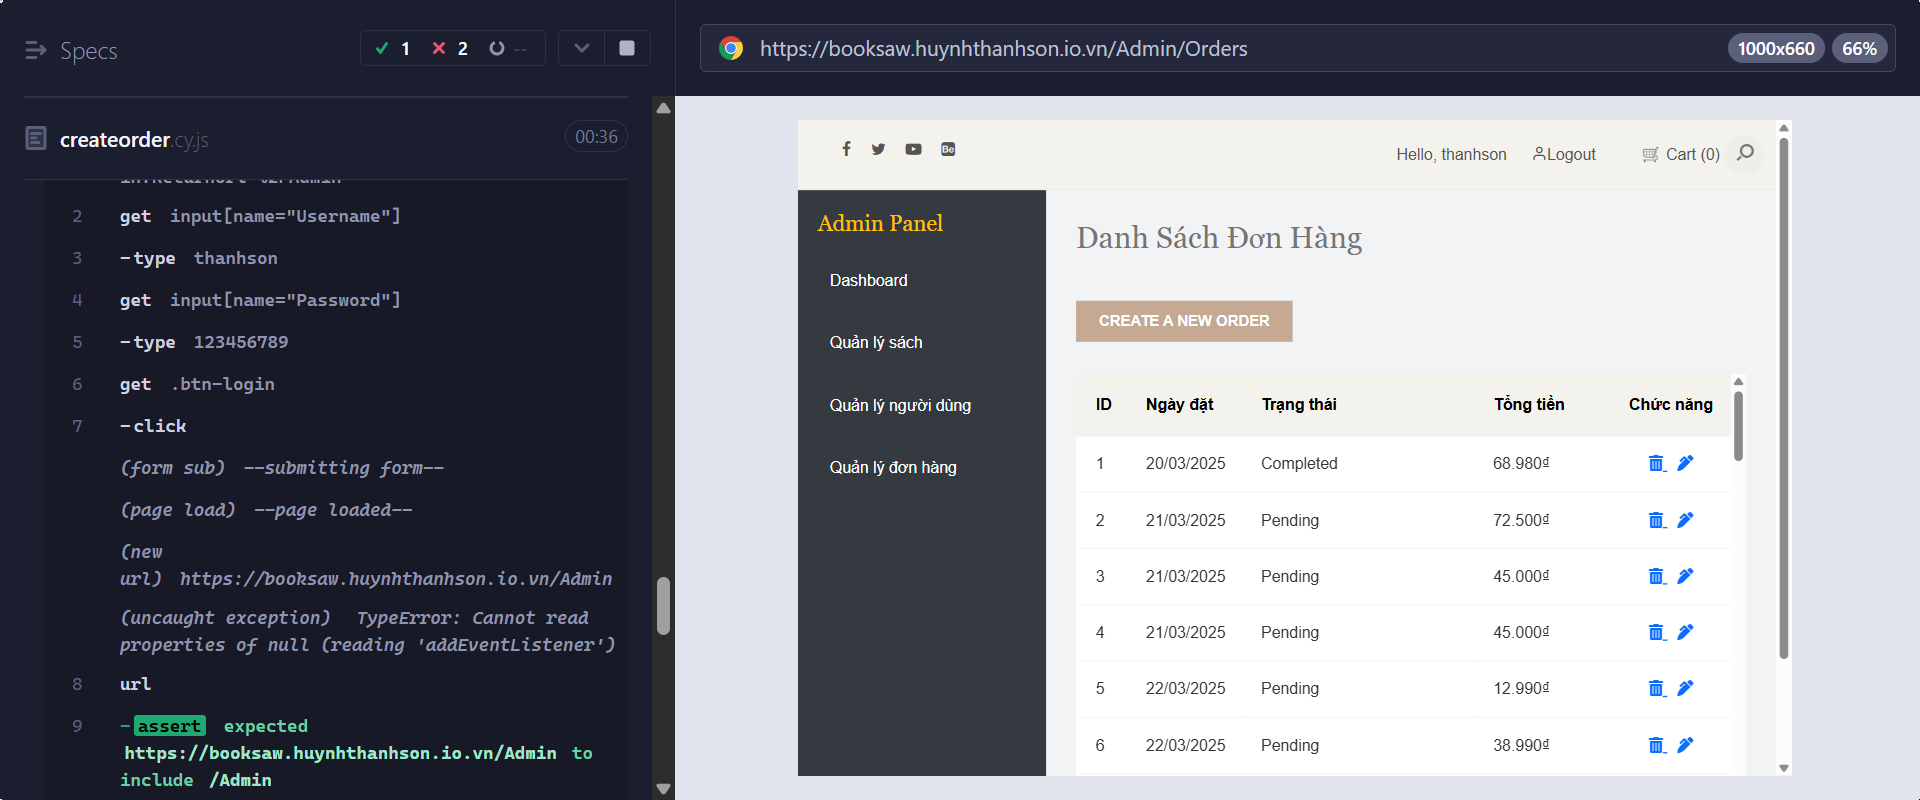 Specs
1 2 --
createorder.cy.js
00:36
2 get input[name="Username"]
3 -type thanhson
4 get input[name="Password"]
5 -type 123456789
6 get .btn-login
7 -click
(form sub) --submitting form--
(page load) --page loaded--
(new
url) https://booksaw.huynhthanhson.io.vn/Admin
(uncaught exception) TypeError: Cannot read
properties of null (reading 'addEventListener')
8 url
9 -assert expected
https://booksaw.huynhthanhson.io.vn/Admin to
include /Admin
https://booksaw.huynhthanhson.io.vn/Admin/Orders
1000x660 66%
Bē
Hello, thanhson Logout Cart (0)
Admin Panel
Dashboard
Quản lý sách
Quản lý người dùng
Quản lý đơn hàng
Danh Sách Đơn Hàng
CREATE A NEW ORDER
ID Ngày đặt Trạng thái Tổng tiền Chức năng
1 20/03/2025 Completed 68.980₫
2 21/03/2025 Pending 72.500₫
3 21/03/2025 Pending 45.000₫
4 21/03/2025 Pending 45.000₫
5 22/03/2025 Pending 12.990₫
6 22/03/2025 Pending 38.990₫